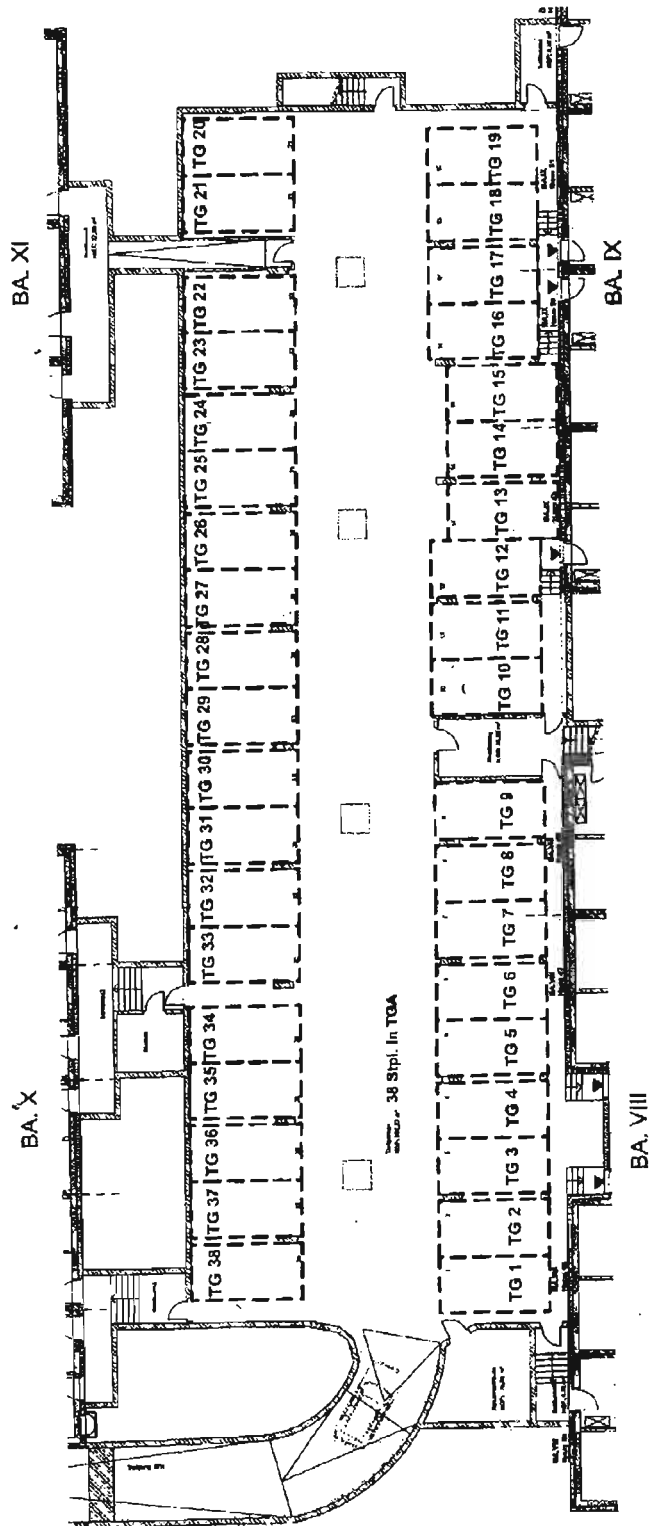 BA. X
BA. XI
TG 38
TG 37
TG 36
TG 35
TG 34
TG 33
TG 32
TG 31
TG 30
TG 29
TG 28
TG 27
TG 26
TG 25
TG 24
TG 23
TG 22
TG 21
TG 20
38 Stpl. In TGA
TG 1
TG 2
TG 3
TG 4
TG 5
TG 6
TG 7
TG 8
TG 9
TG 10
TG 11
TG 12
TG 13
TG 14
TG 15
TG 16
TG 17
TG 18
TG 19
BA. VIII
BA. IX